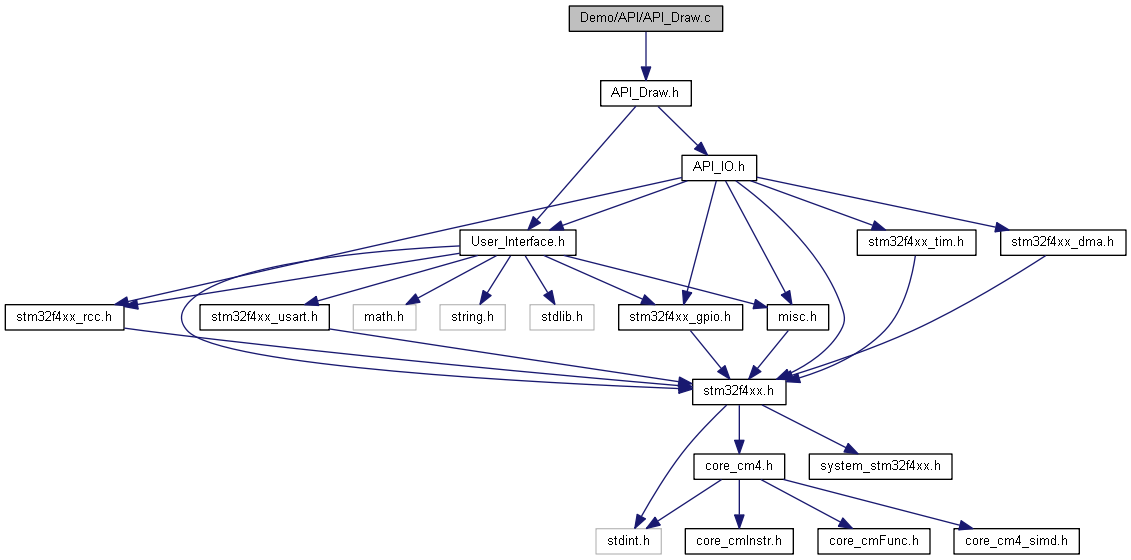 Demo/API/API_Draw.c
API_Draw.h
API_IO.h
User_Interface.h
stm32f4xx_tim.h
stm32f4xx_dma.h
stm32f4xx_rcc.h
stm32f4xx_usart.h
math.h
string.h
stdlib.h
stm32f4xx_gpio.h
misc.h
stm32f4xx.h
core_cm4.h
system_stm32f4xx.h
stdint.h
core_cmInstr.h
core_cmFunc.h
core_cm4_simd.h